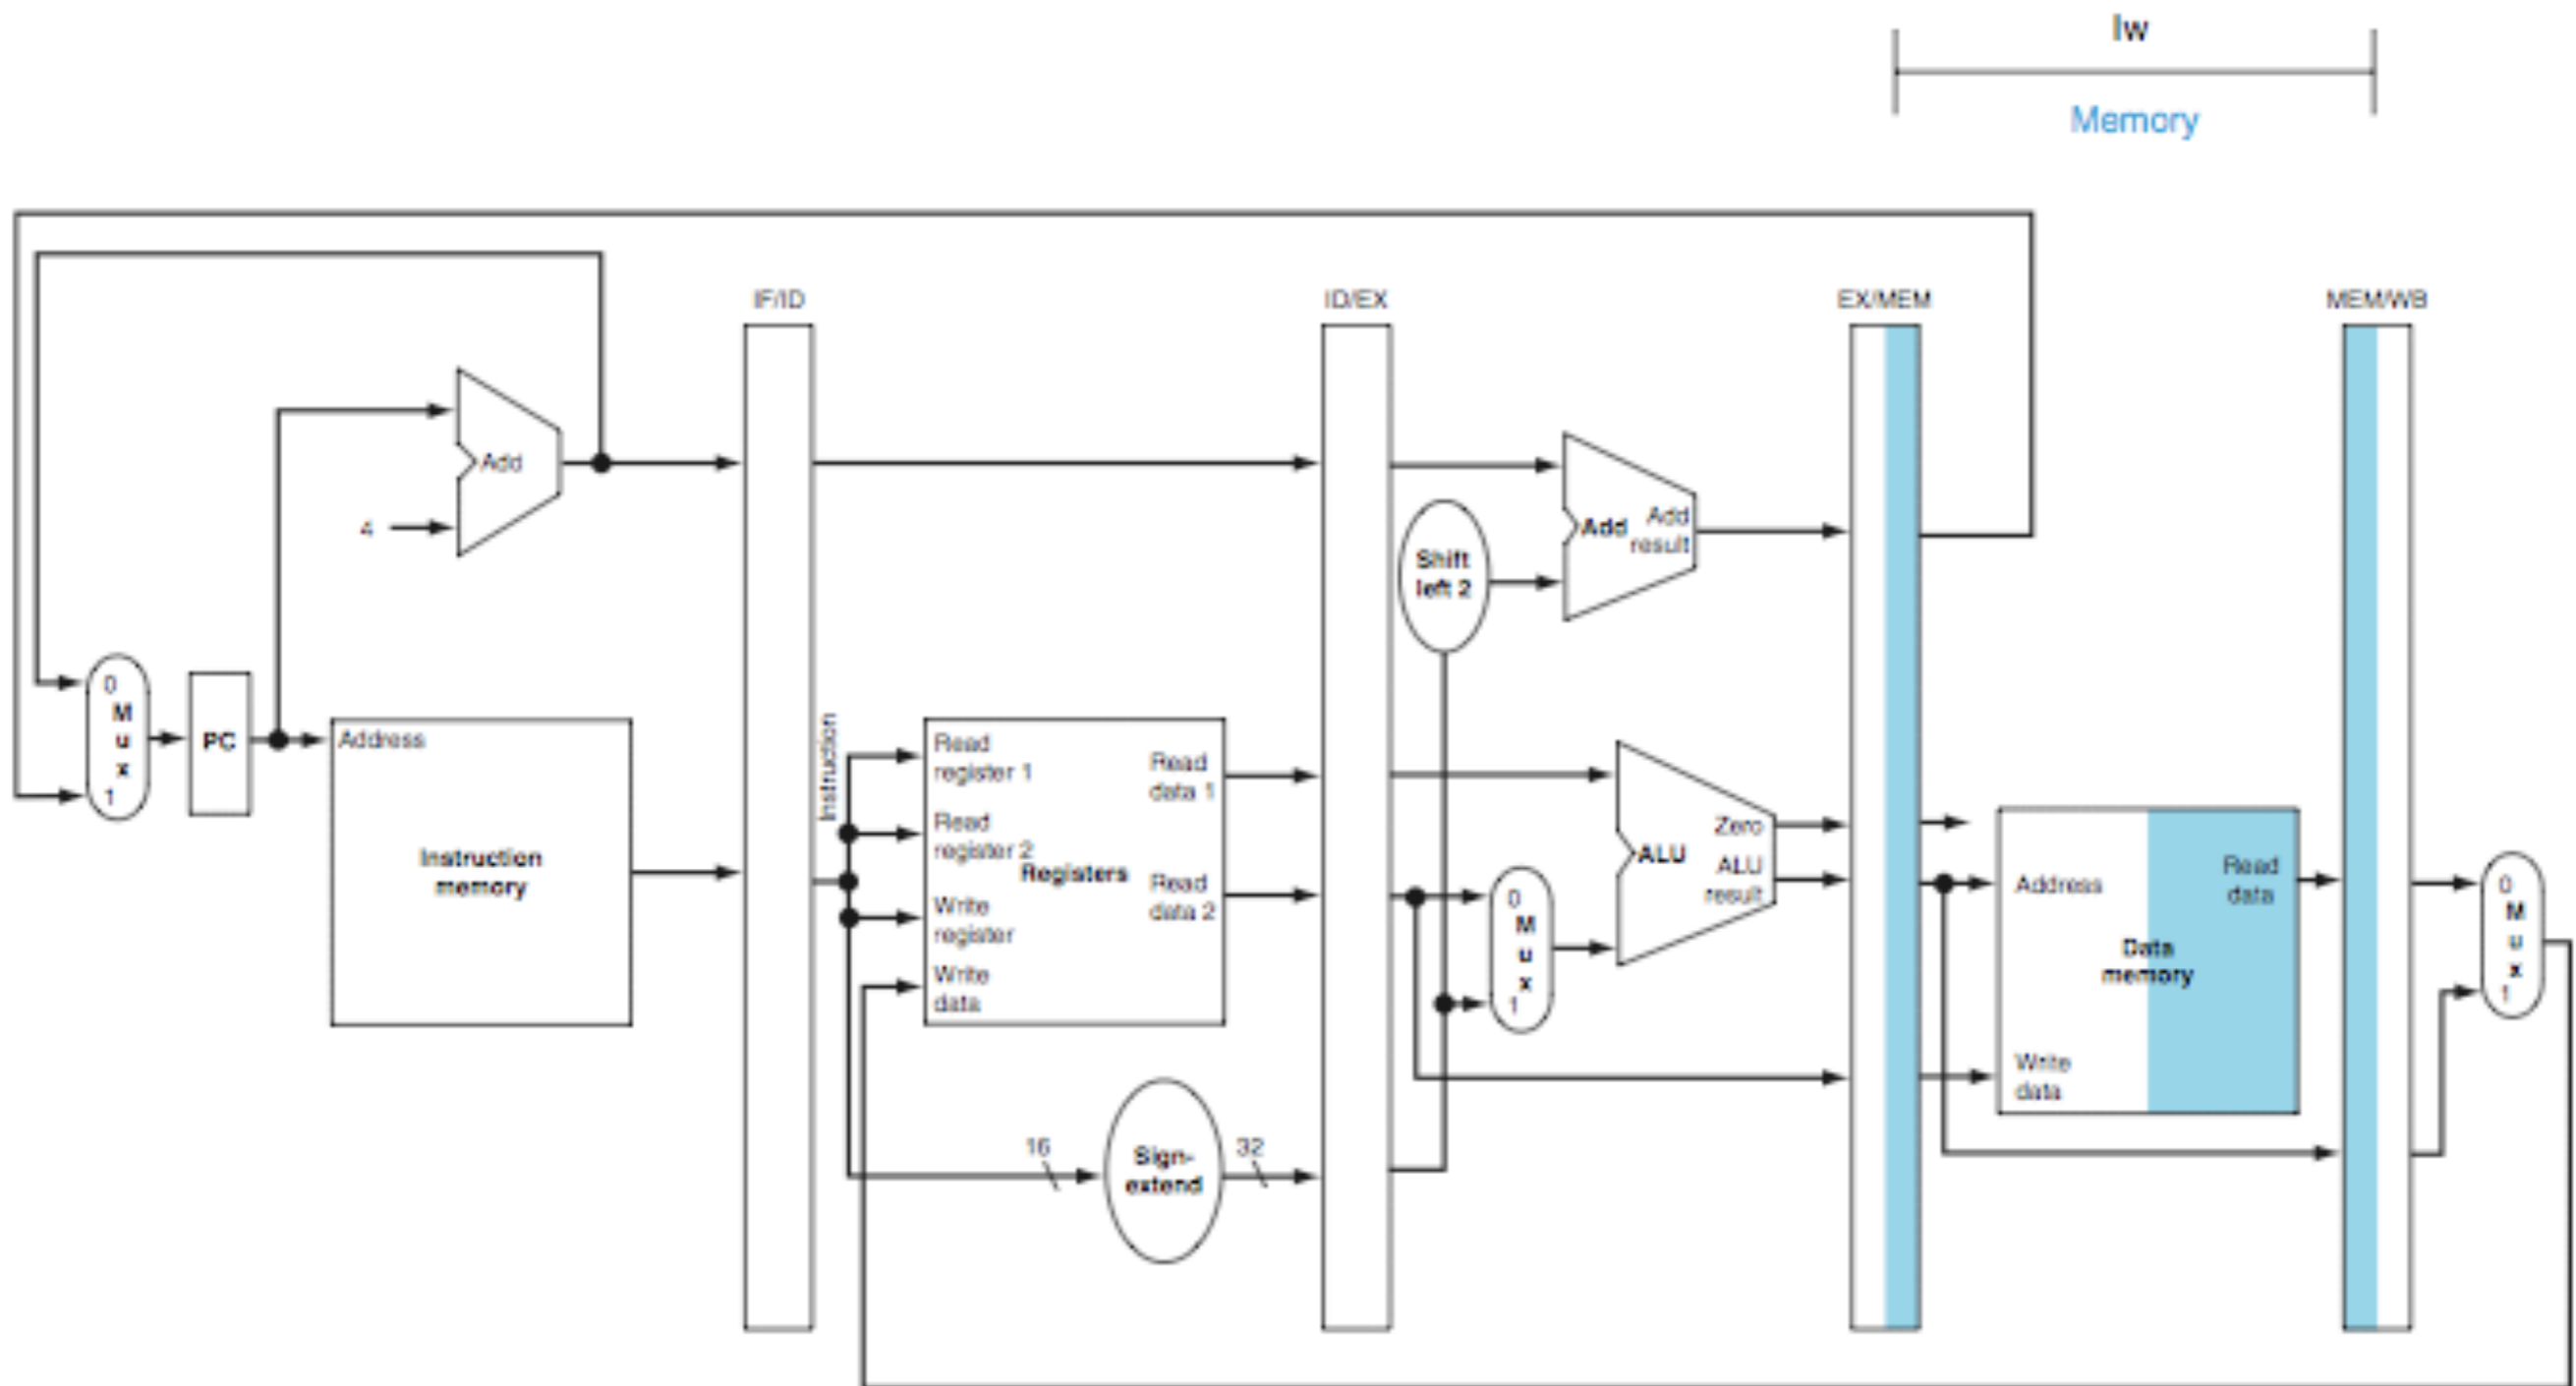 lw
Memory
IF/ID
ID/EX
EX/MEM
MEM/WB
Add
4
Shift
left 2
Add
Add
result
0
M
u
x
1
PC
Address
Instruction
memory
Instruction
Read
register 1
Read
register 2
Write
register
Write
data
Registers
Read
data 1
Read
data 2
16
Sign-
extend
32
0
M
u
x
1
ALU
Zero
ALU
result
Address
Data
memory
Write
data
Read
data
0
M
u
x
1